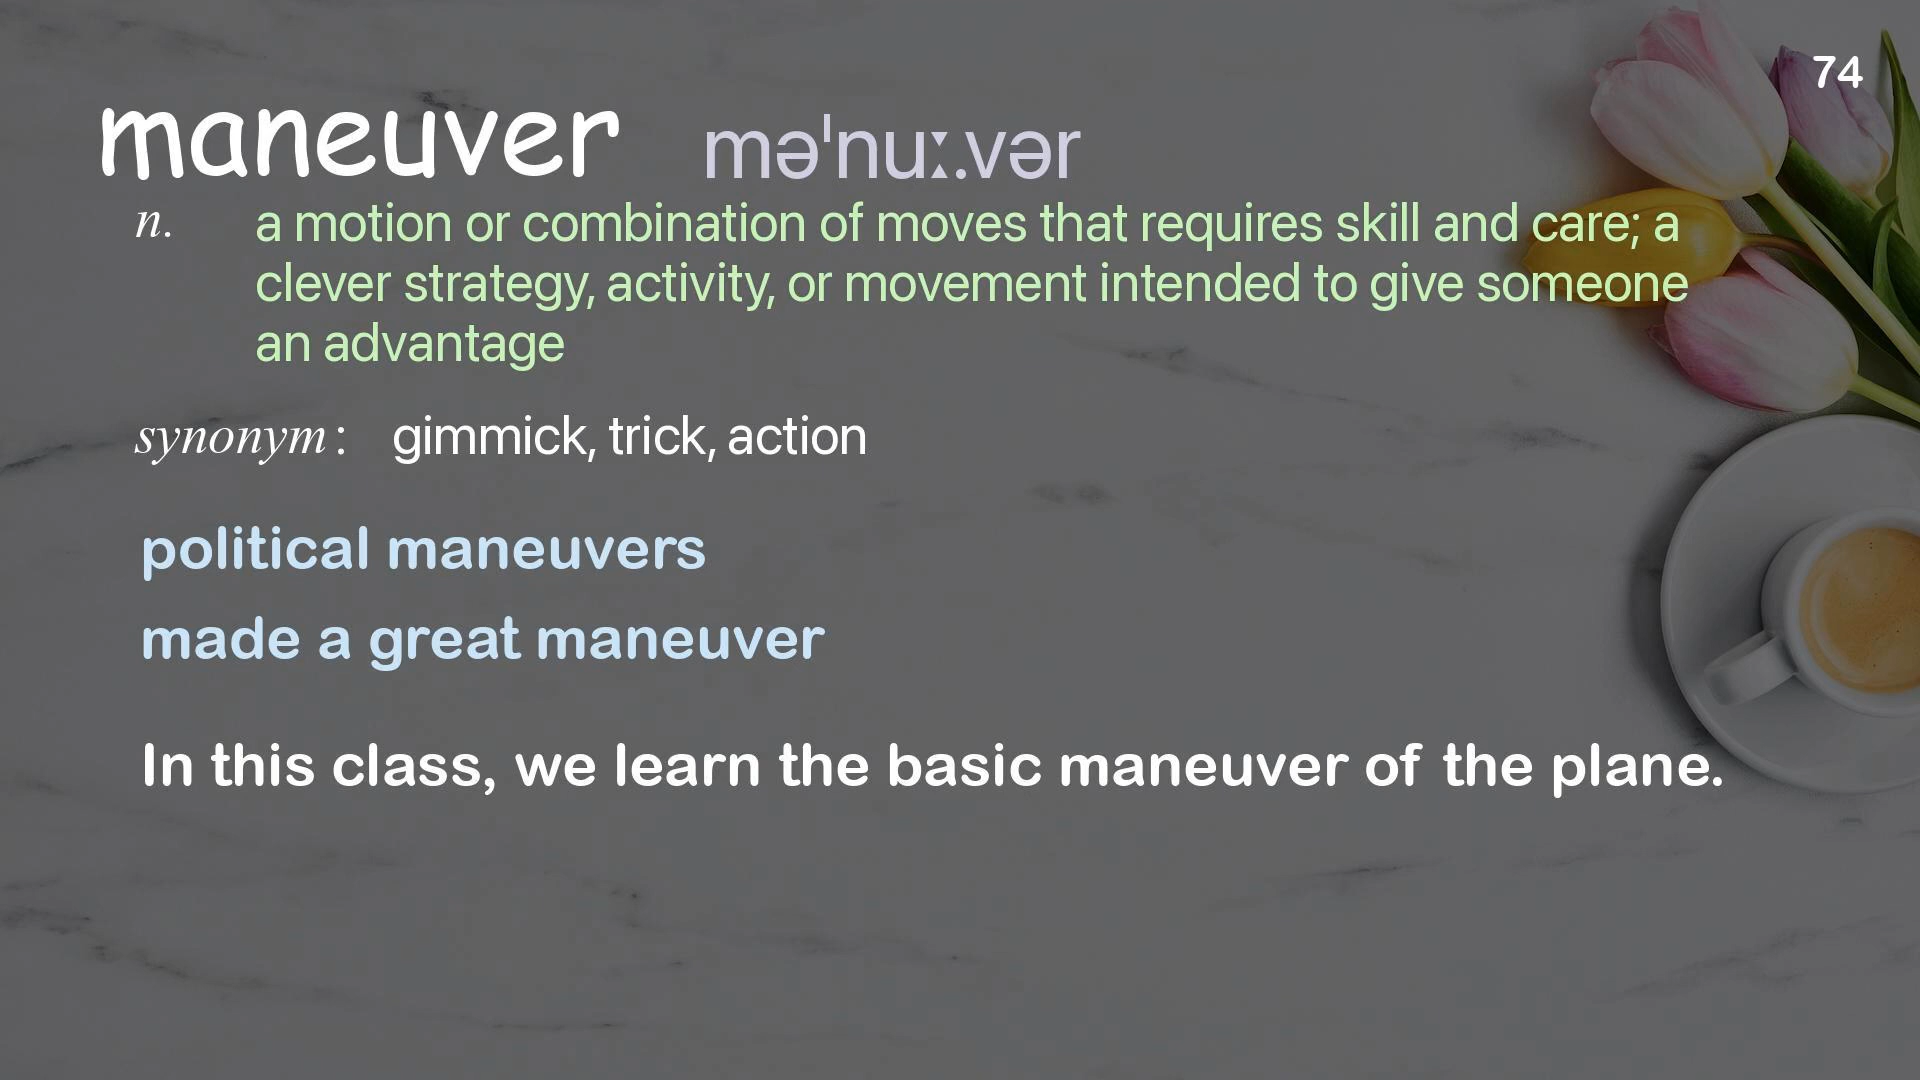 74
maneuver məˈnuː.vər
n. a motion or combination of moves that requires skill and care; a
clever strategy, activity, or movement intended to give someone
an advantage
synonym: gimmick, trick, action
political maneuvers
made a great maneuver
In this class, we learn the basic maneuver of the plane.